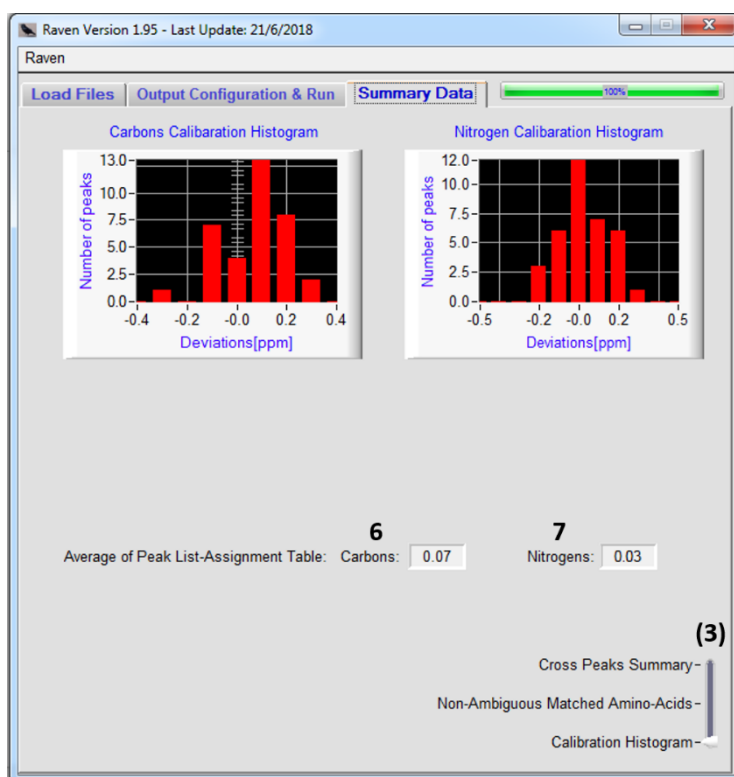 Raven Version 1.95 - Last Update: 21/6/2018
Raven
Load Files Output Configuration & Run Summary Data 100%
Carbons Calibaration Histogram
Number of peaks
13.0
10.0
7.5
5.0
2.5
0.0
-0.4 -0.2 -0.0 0.2 0.4
Deviations[ppm]
Nitrogen Calibaration Histogram
Number of peaks
12.0
10.0
7.5
5.0
2.5
0.0
-0.5 -0.2 -0.0 0.2 0.5
Deviations[ppm]
6 7
Average of Peak List-Assignment Table: Carbons: 0.07 Nitrogens: 0.03
(3)
Cross Peaks Summary
Non-Ambiguous Matched Amino-Acids
Calibration Histogram